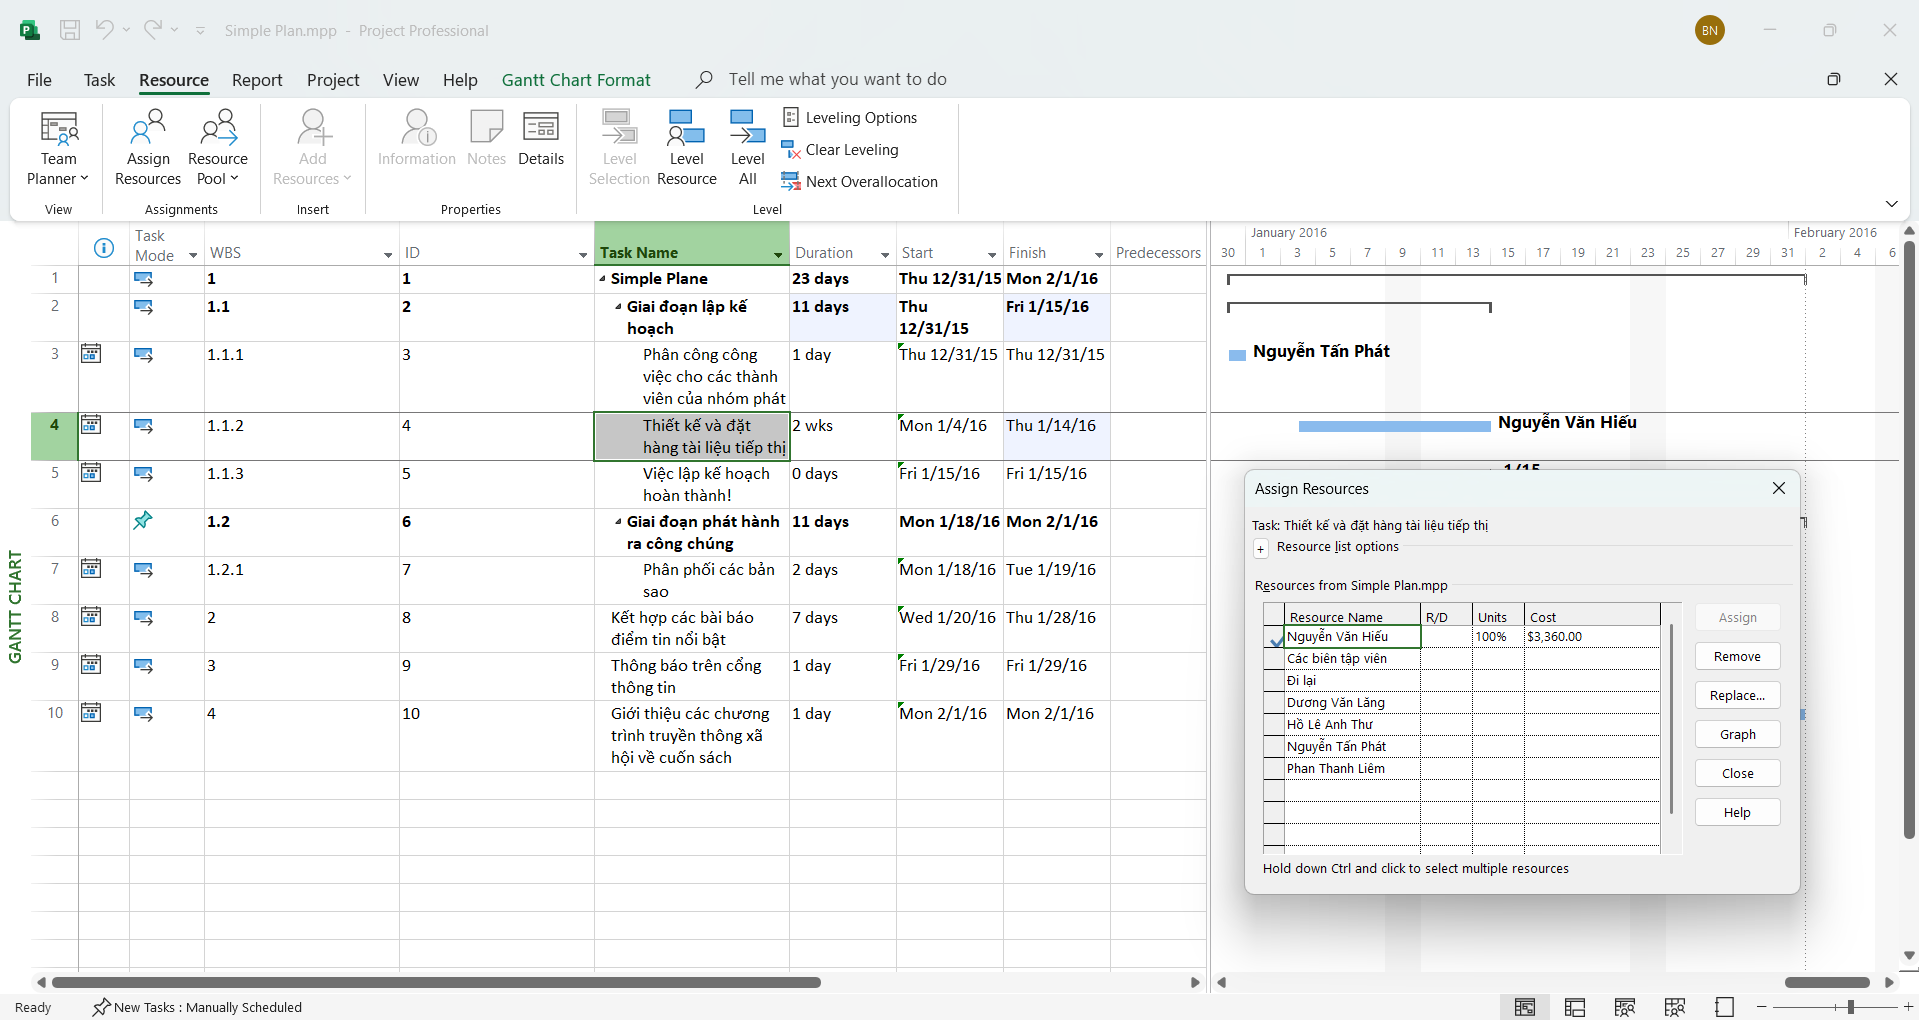 Simple Plan.mpp - Project Professional
BN
File Task Resource Report Project View Help Gantt Chart Format Tell me what you want to do
Team Planner
Assign Resources
Resource Pool
Add Resources
Information
Notes
Details
Level Selection
Level Resource
Level All
Leveling Options
Clear Leveling
Next Overallocation
View Assignments Insert Properties Level
GANTT CHART
Task Mode WBS ID Task Name Duration Start Finish Predecessors
January 2016 February 2016
30 1 3 5 7 9 11 13 15 17 19 21 23 25 27 29 31 2 4 6
1 1 1 Simple Plane 23 days Thu 12/31/15 Mon 2/1/16
2 1.1 2 Giai đoạn lập kế 11 days Thu Fri 1/15/16
hoạch 12/31/15
3 1.1.1 3 Phân công công 1 day Thu 12/31/15 Thu 12/31/15 Nguyễn Tấn Phát
việc cho các thành
viên của nhóm phát
4 1.1.2 4 Thiết kế và đặt 2 wks Mon 1/4/16 Thu 1/14/16 Nguyễn Văn Hiếu
hàng tài liệu tiếp thị
5 1.1.3 5 Việc lập kế hoạch 0 days Fri 1/15/16 Fri 1/15/16 1/15
hoàn thành!
6 1.2 6 Giai đoạn phát hành 11 days Mon 1/18/16 Mon 2/1/16
ra công chúng
7 1.2.1 7 Phân phối các bản 2 days Mon 1/18/16 Tue 1/19/16
sao
8 2 8 Kết hợp các bài báo 7 days Wed 1/20/16 Thu 1/28/16
điểm tin nổi bật
9 3 9 Thông báo trên cổng 1 day Fri 1/29/16 Fri 1/29/16
thông tin
10 4 10 Giới thiệu các chương 1 day Mon 2/1/16 Mon 2/1/16
trình truyền thông xã
hội về cuốn sách
Assign Resources
Task: Thiết kế và đặt hàng tài liệu tiếp thị
+ Resource list options
Resources from Simple Plan.mpp
Resource Name R/D Units Cost
Nguyễn Văn Hiếu 100% $3,360.00
Các biên tập viên
Đi lại
Dương Văn Lăng
Hồ Lê Anh Thư
Nguyễn Tấn Phát
Phan Thanh Liêm
Assign
Remove
Replace...
Graph
Close
Help
Hold down Ctrl and click to select multiple resources
Ready New Tasks : Manually Scheduled